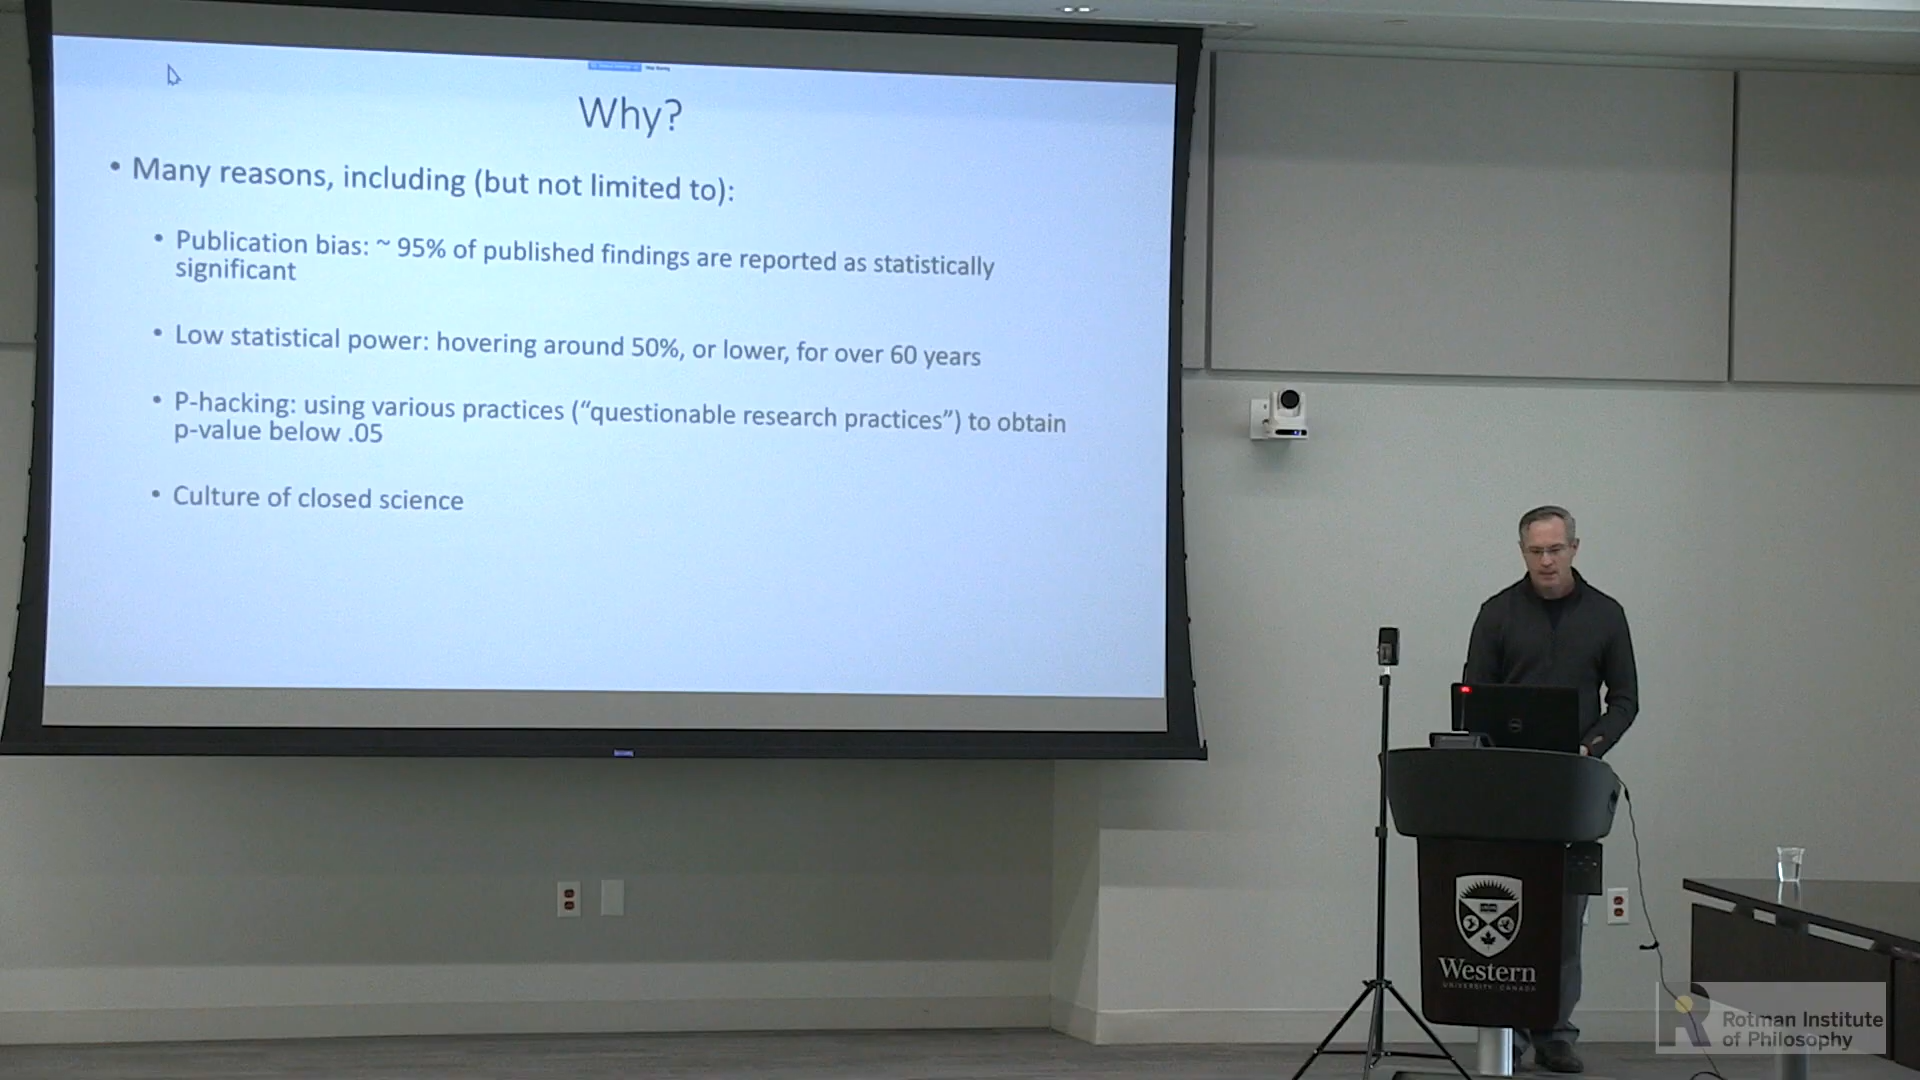 Why?
• Many reasons, including (but not limited to):
• Publication bias: ~ 95% of published findings are reported as statistically
significant
• Low statistical power: hovering around 50%, or lower, for over 60 years
• P-hacking: using various practices (“questionable research practices”) to obtain
p-value below .05
• Culture of closed science
Western
UNIVERSITY · CANADA
Rotman Institute
of Philosophy